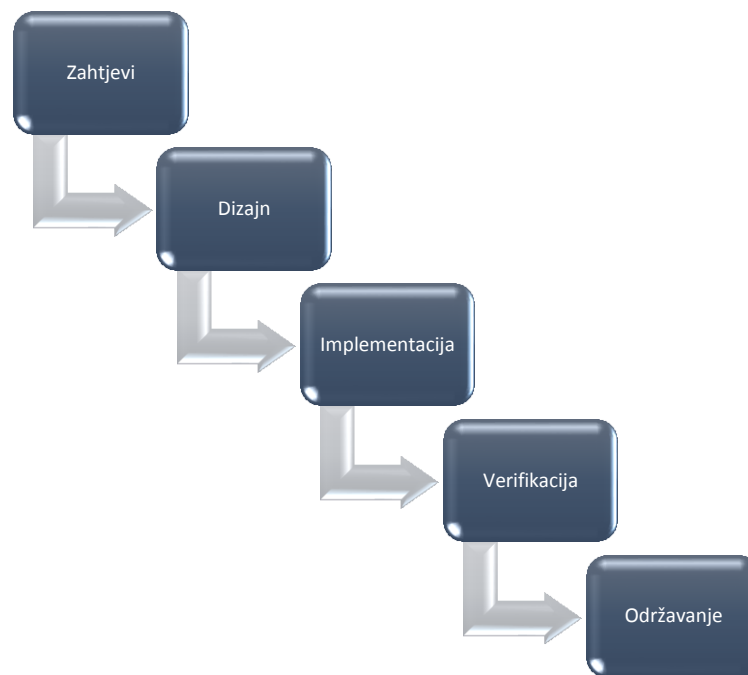 Zahtjevi
Dizajn
Implementacija
Verifikacija
Održavanje